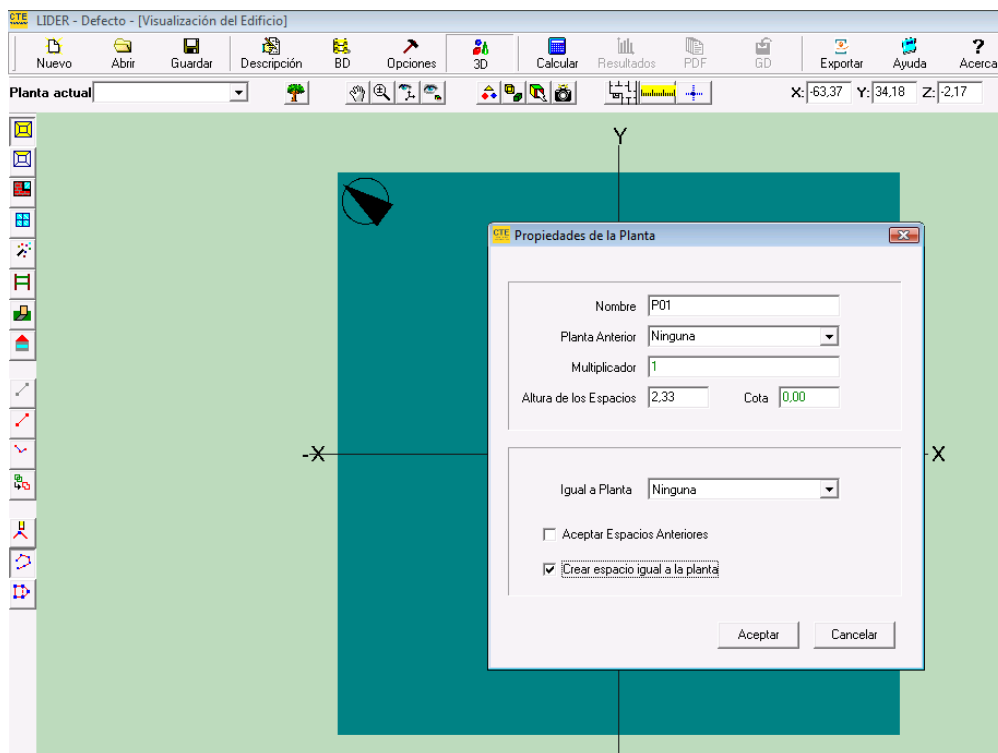 CTE LIDER - Defecto - [Visualización del Edificio]
Nuevo Abrir Guardar Descripción BD Opciones 3D Calcular Resultados PDF GD Exportar Ayuda Acerca
Planta actual X: -63,37 Y: 34,18 Z: -2,17
Y
CTE Propiedades de la Planta
Nombre P01
Planta Anterior Ninguna
Multiplicador 1
Altura de los Espacios 2,33 Cota 0,00
-X X
Igual a Planta Ninguna
Aceptar Espacios Anteriores
Crear espacio igual a la planta
Aceptar Cancelar